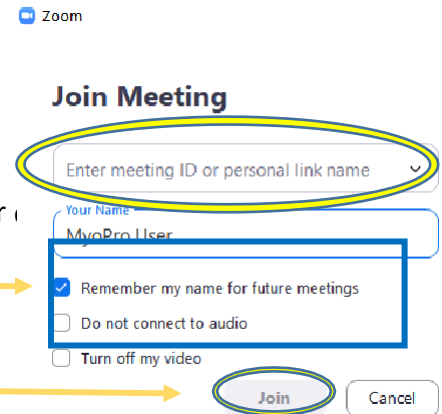 Zoom
Join Meeting
Enter meeting ID or personal link name
r
Your Name
MyoPro User
Remember my name for future meetings
Do not connect to audio
Turn off my video
Join
Cancel